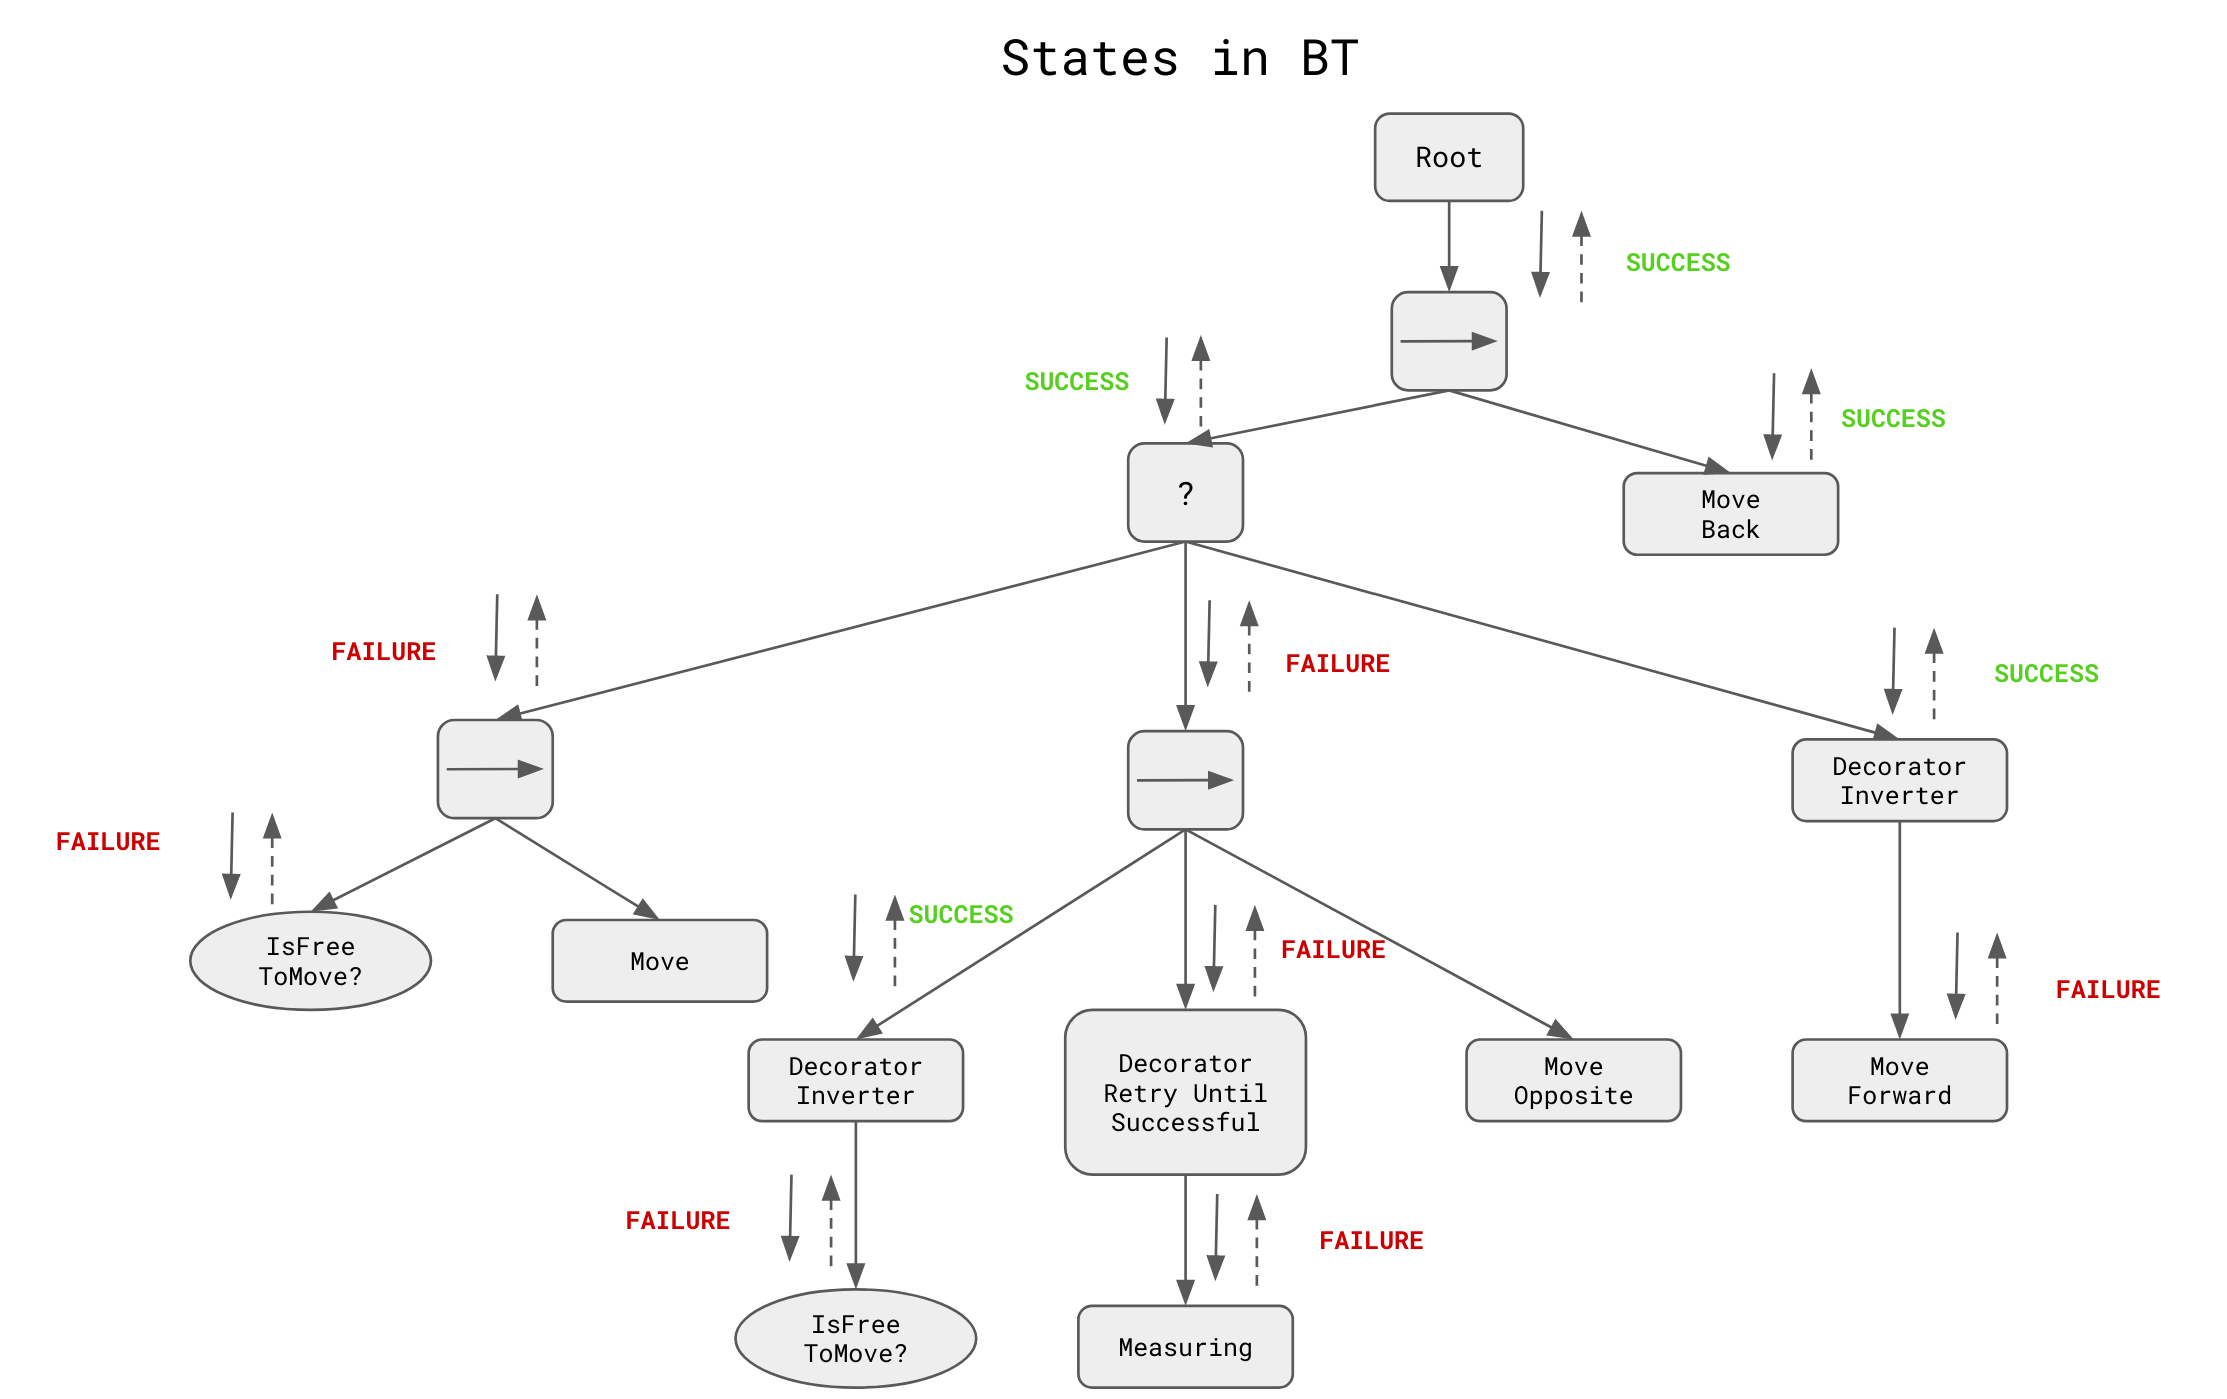 States in BT
Root
SUCCESS
SUCCESS
SUCCESS
?
Move
Back
FAILURE
FAILURE
SUCCESS
Decorator
Inverter
FAILURE
IsFree
ToMove?
Move
SUCCESS
FAILURE
FAILURE
Decorator
Inverter
Decorator
Retry Until
Successful
Move
Opposite
Move
Forward
FAILURE
FAILURE
IsFree
ToMove?
Measuring